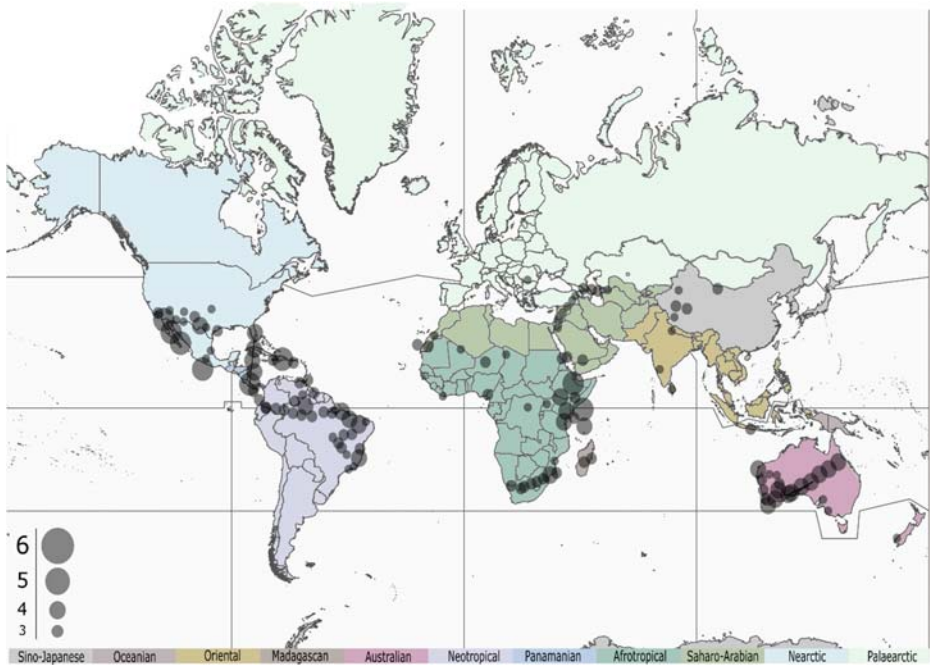 6
5
4
3
Sino-Japanese Oceanian Oriental Madagascan Australian Neotropical Panamanian Afrotropical Saharo-Arabian Nearctic Palaearctic